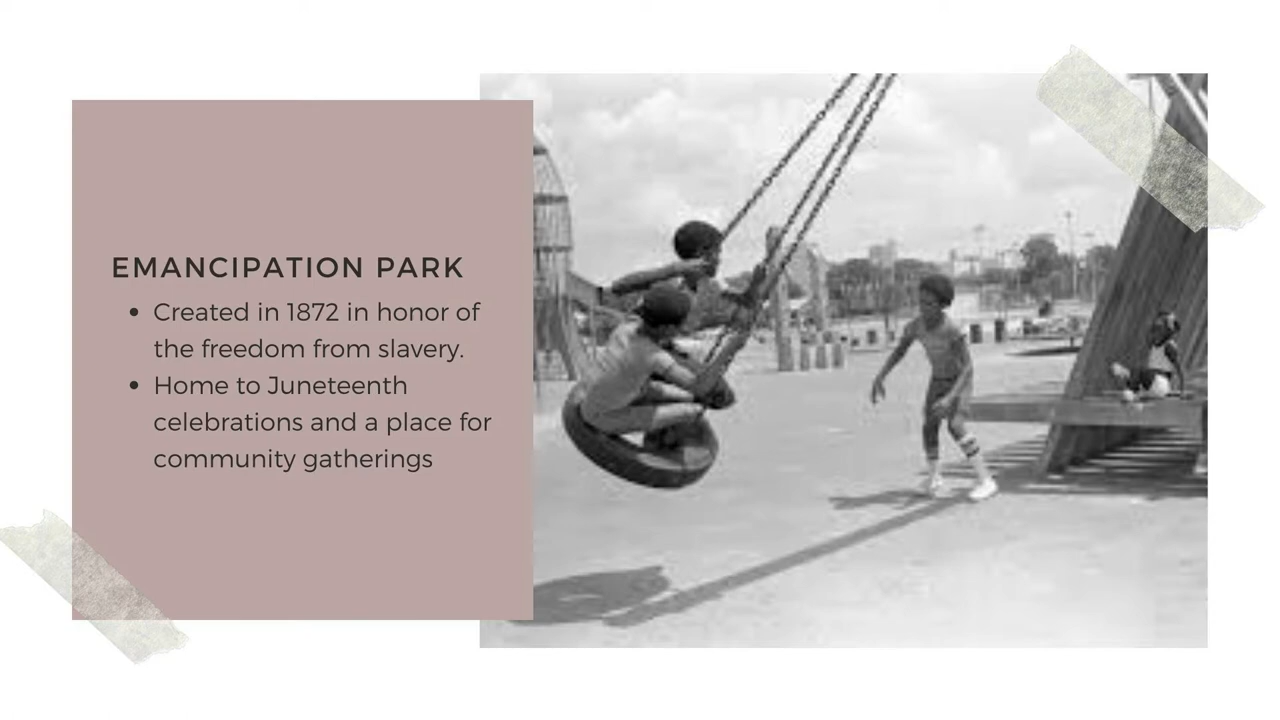 EMANCIPATION PARK
• Created in 1872 in honor of
the freedom from slavery.
• Home to Juneteenth
celebrations and a place for
community gatherings